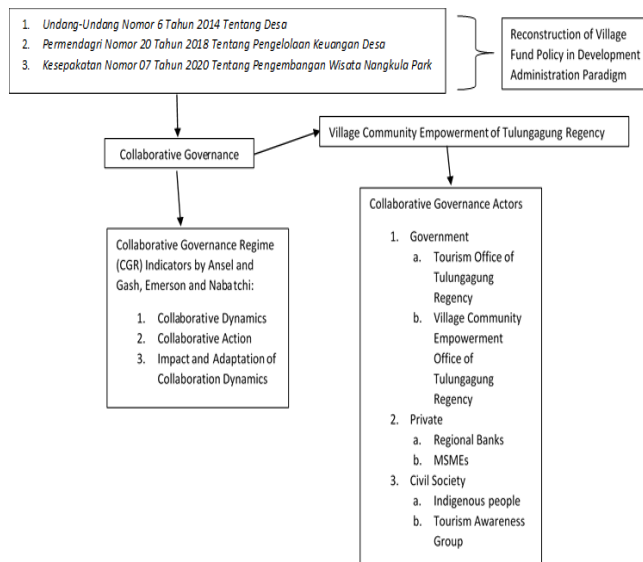 1. Undang-Undang Nomor 6 Tahun 2014 Tentang Desa
2. Permendagri Nomor 20 Tahun 2018 Tentang Pengelolaan Keuangan Desa
3. Kesepakatan Nomor 07 Tahun 2020 Tentang Pengembangan Wisata Nangkula Park
Reconstruction of Village
Fund Policy in Development
Administration Paradigm
Village Community Empowerment of Tulungagung Regency
Collaborative Governance
Collaborative Governance Regime
(CGR) Indicators by Ansel and
Gash, Emerson and Nabatchi:
1. Collaborative Dynamics
2. Collaborative Action
3. Impact and Adaptation of
Collaboration Dynamics
Collaborative Governance Actors
1. Government
a. Tourism Office of
Tulungagung
Regency
b. Village Community
Empowerment
Office of
Tulungagung
Regency
2. Private
a. Regional Banks
b. MSMEs
3. Civil Society
a. Indigenous people
b. Tourism Awareness
Group